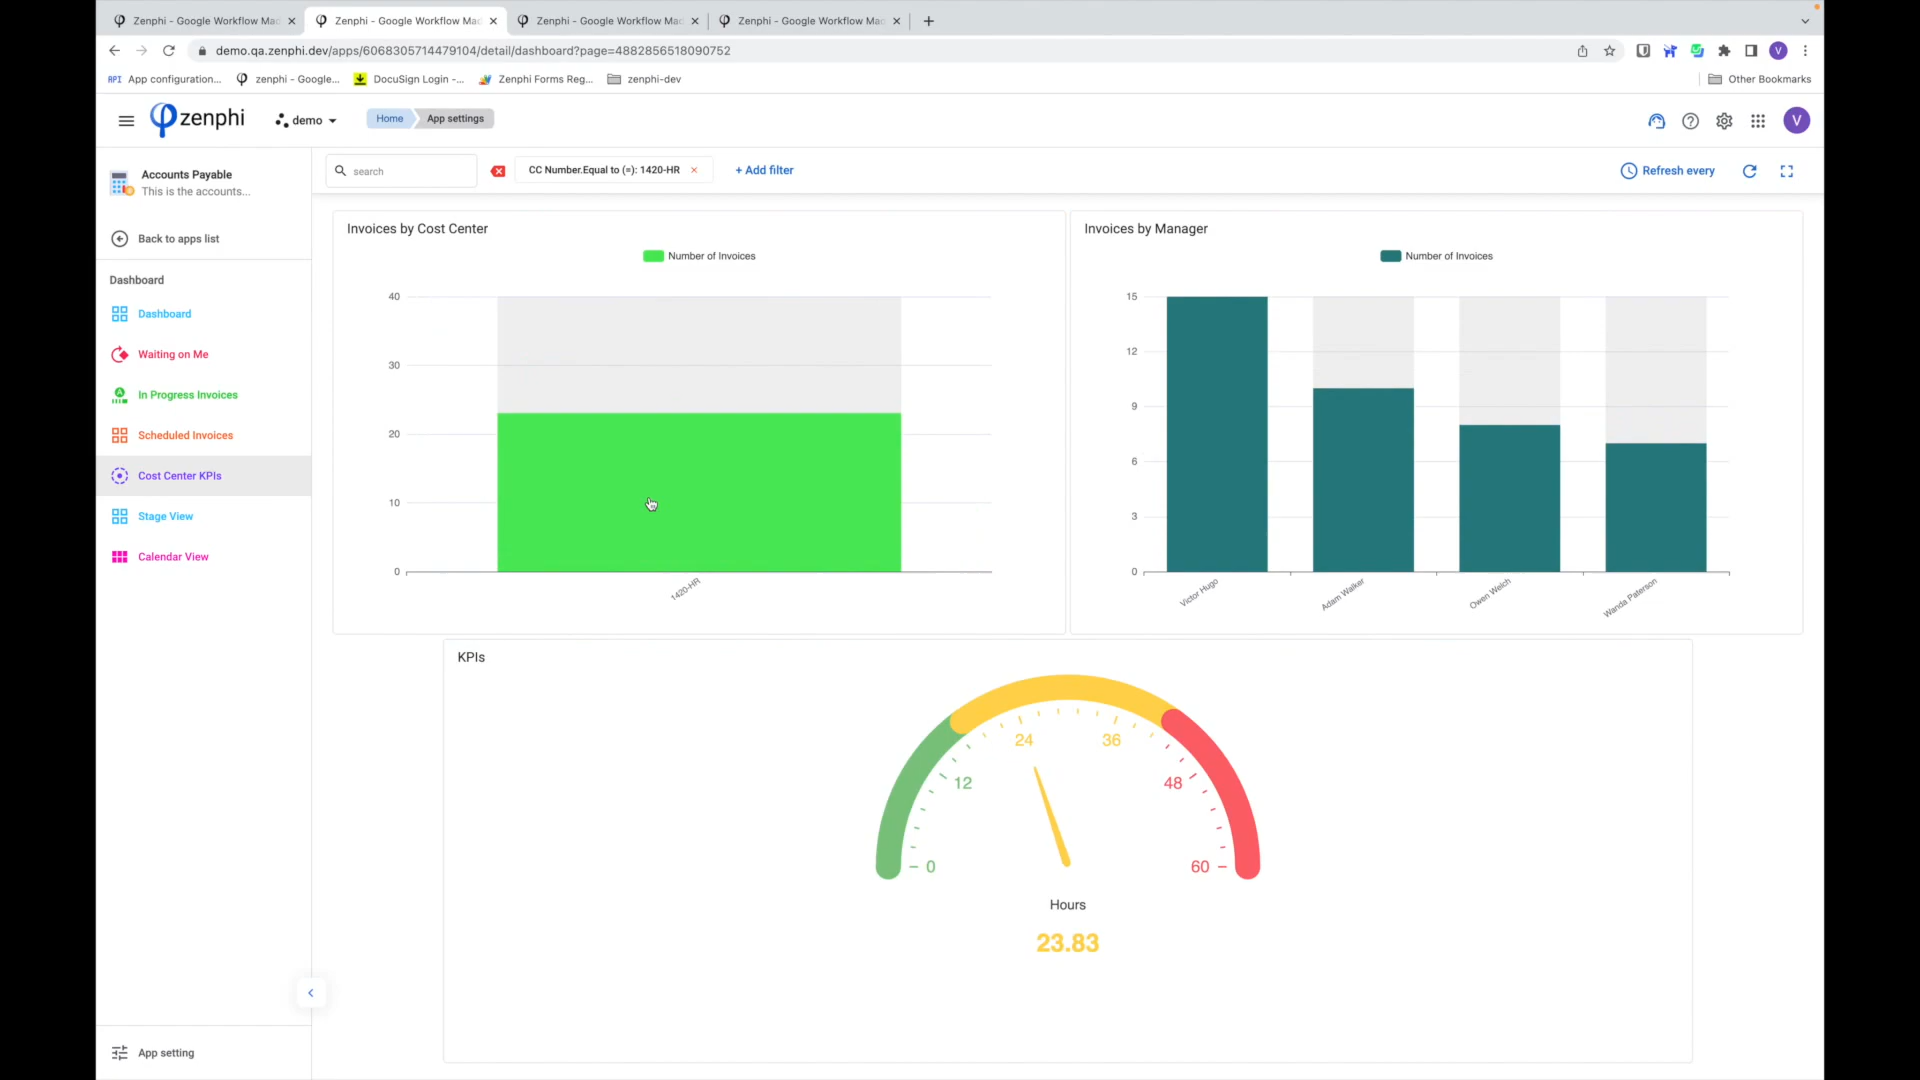 Zenphi - Google Workflow Mad
Zenphi - Google Workflow Mad
Zenphi - Google Workflow Mad
Zenphi - Google Workflow Mad
demo.qa.zenphi.dev/apps/6068305714479104/detail/dashboard?page=4882856518090752
V
API App configuration...
zenphi - Google...
DocuSign Login -...
Zenphi Forms Reg...
zenphi-dev
Other Bookmarks
zenphi
demo
Home
App settings
V
Accounts Payable
This is the accounts...
Back to apps list
Dashboard
Dashboard
Waiting on Me
In Progress Invoices
Scheduled Invoices
Cost Center KPIs
Stage View
Calendar View
App setting
search
CC Number.Equal to (=): 1420-HR
+ Add filter
Refresh every
Invoices by Cost Center
Number of Invoices
40
30
20
10
0
1420-HR
Invoices by Manager
Number of Invoices
15
12
9
6
3
0
Victor Hugo
Adam Walker
Owen Welch
Wanda Paterson
KPIs
0
12
24
36
48
60
Hours
23.83